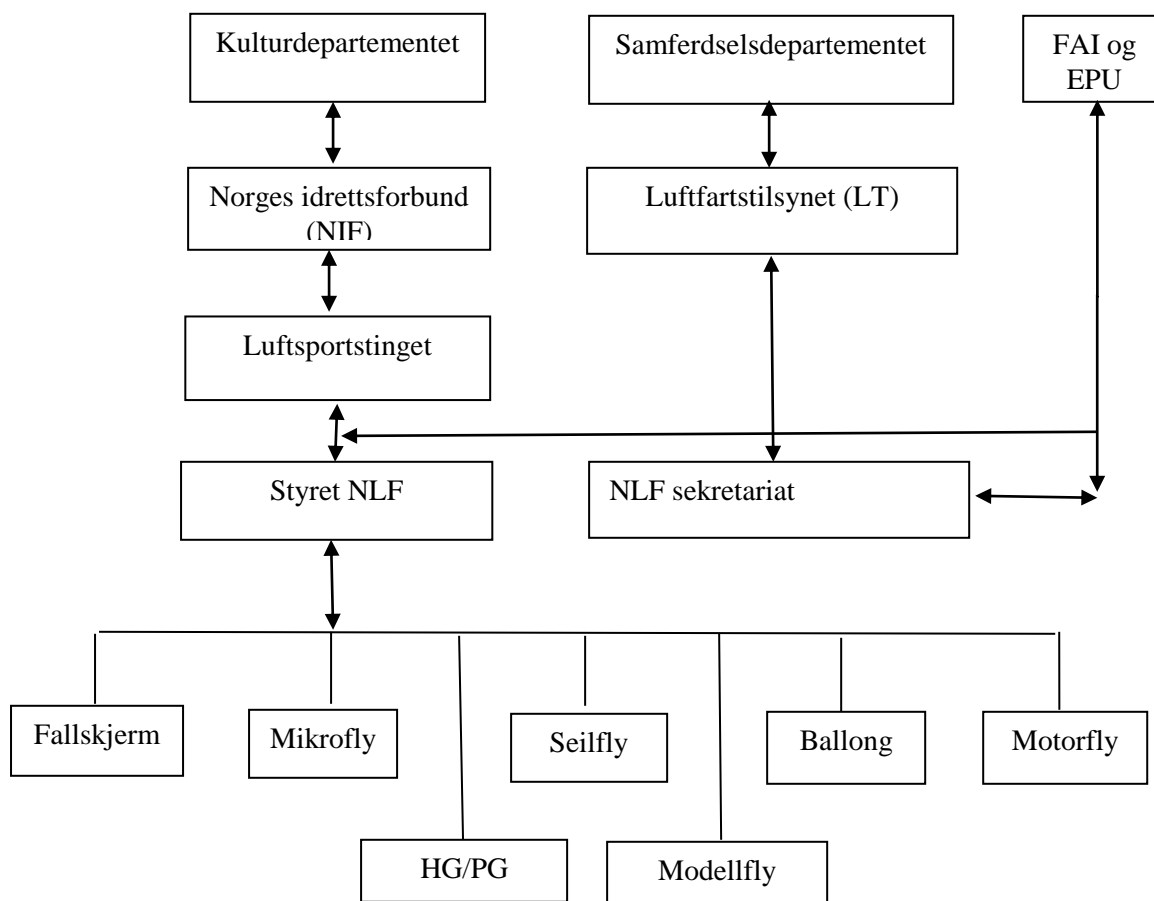 Kulturdepartementet
Samferdselsdepartementet
FAI og
EPU
Norges idrettsforbund
(NIF)
Luftfartstilsynet (LT)
Luftsportstinget
Styret NLF
NLF sekretariat
Fallskjerm
Mikrofly
Seilfly
Ballong
Motorfly
HG/PG
Modellfly